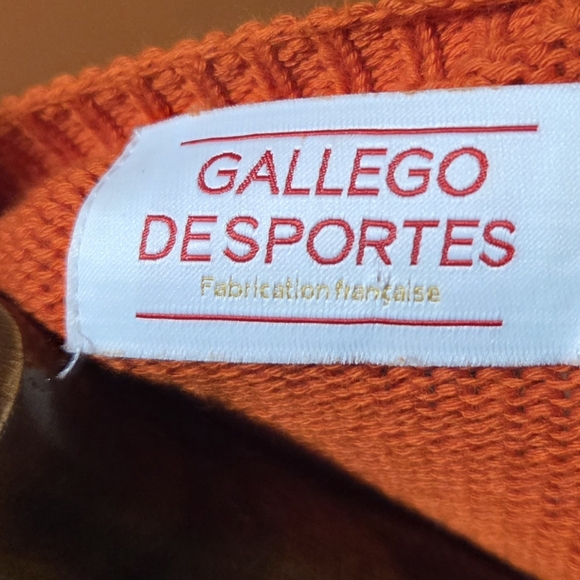 GALLEGO
DESPORTES
Fabrication française